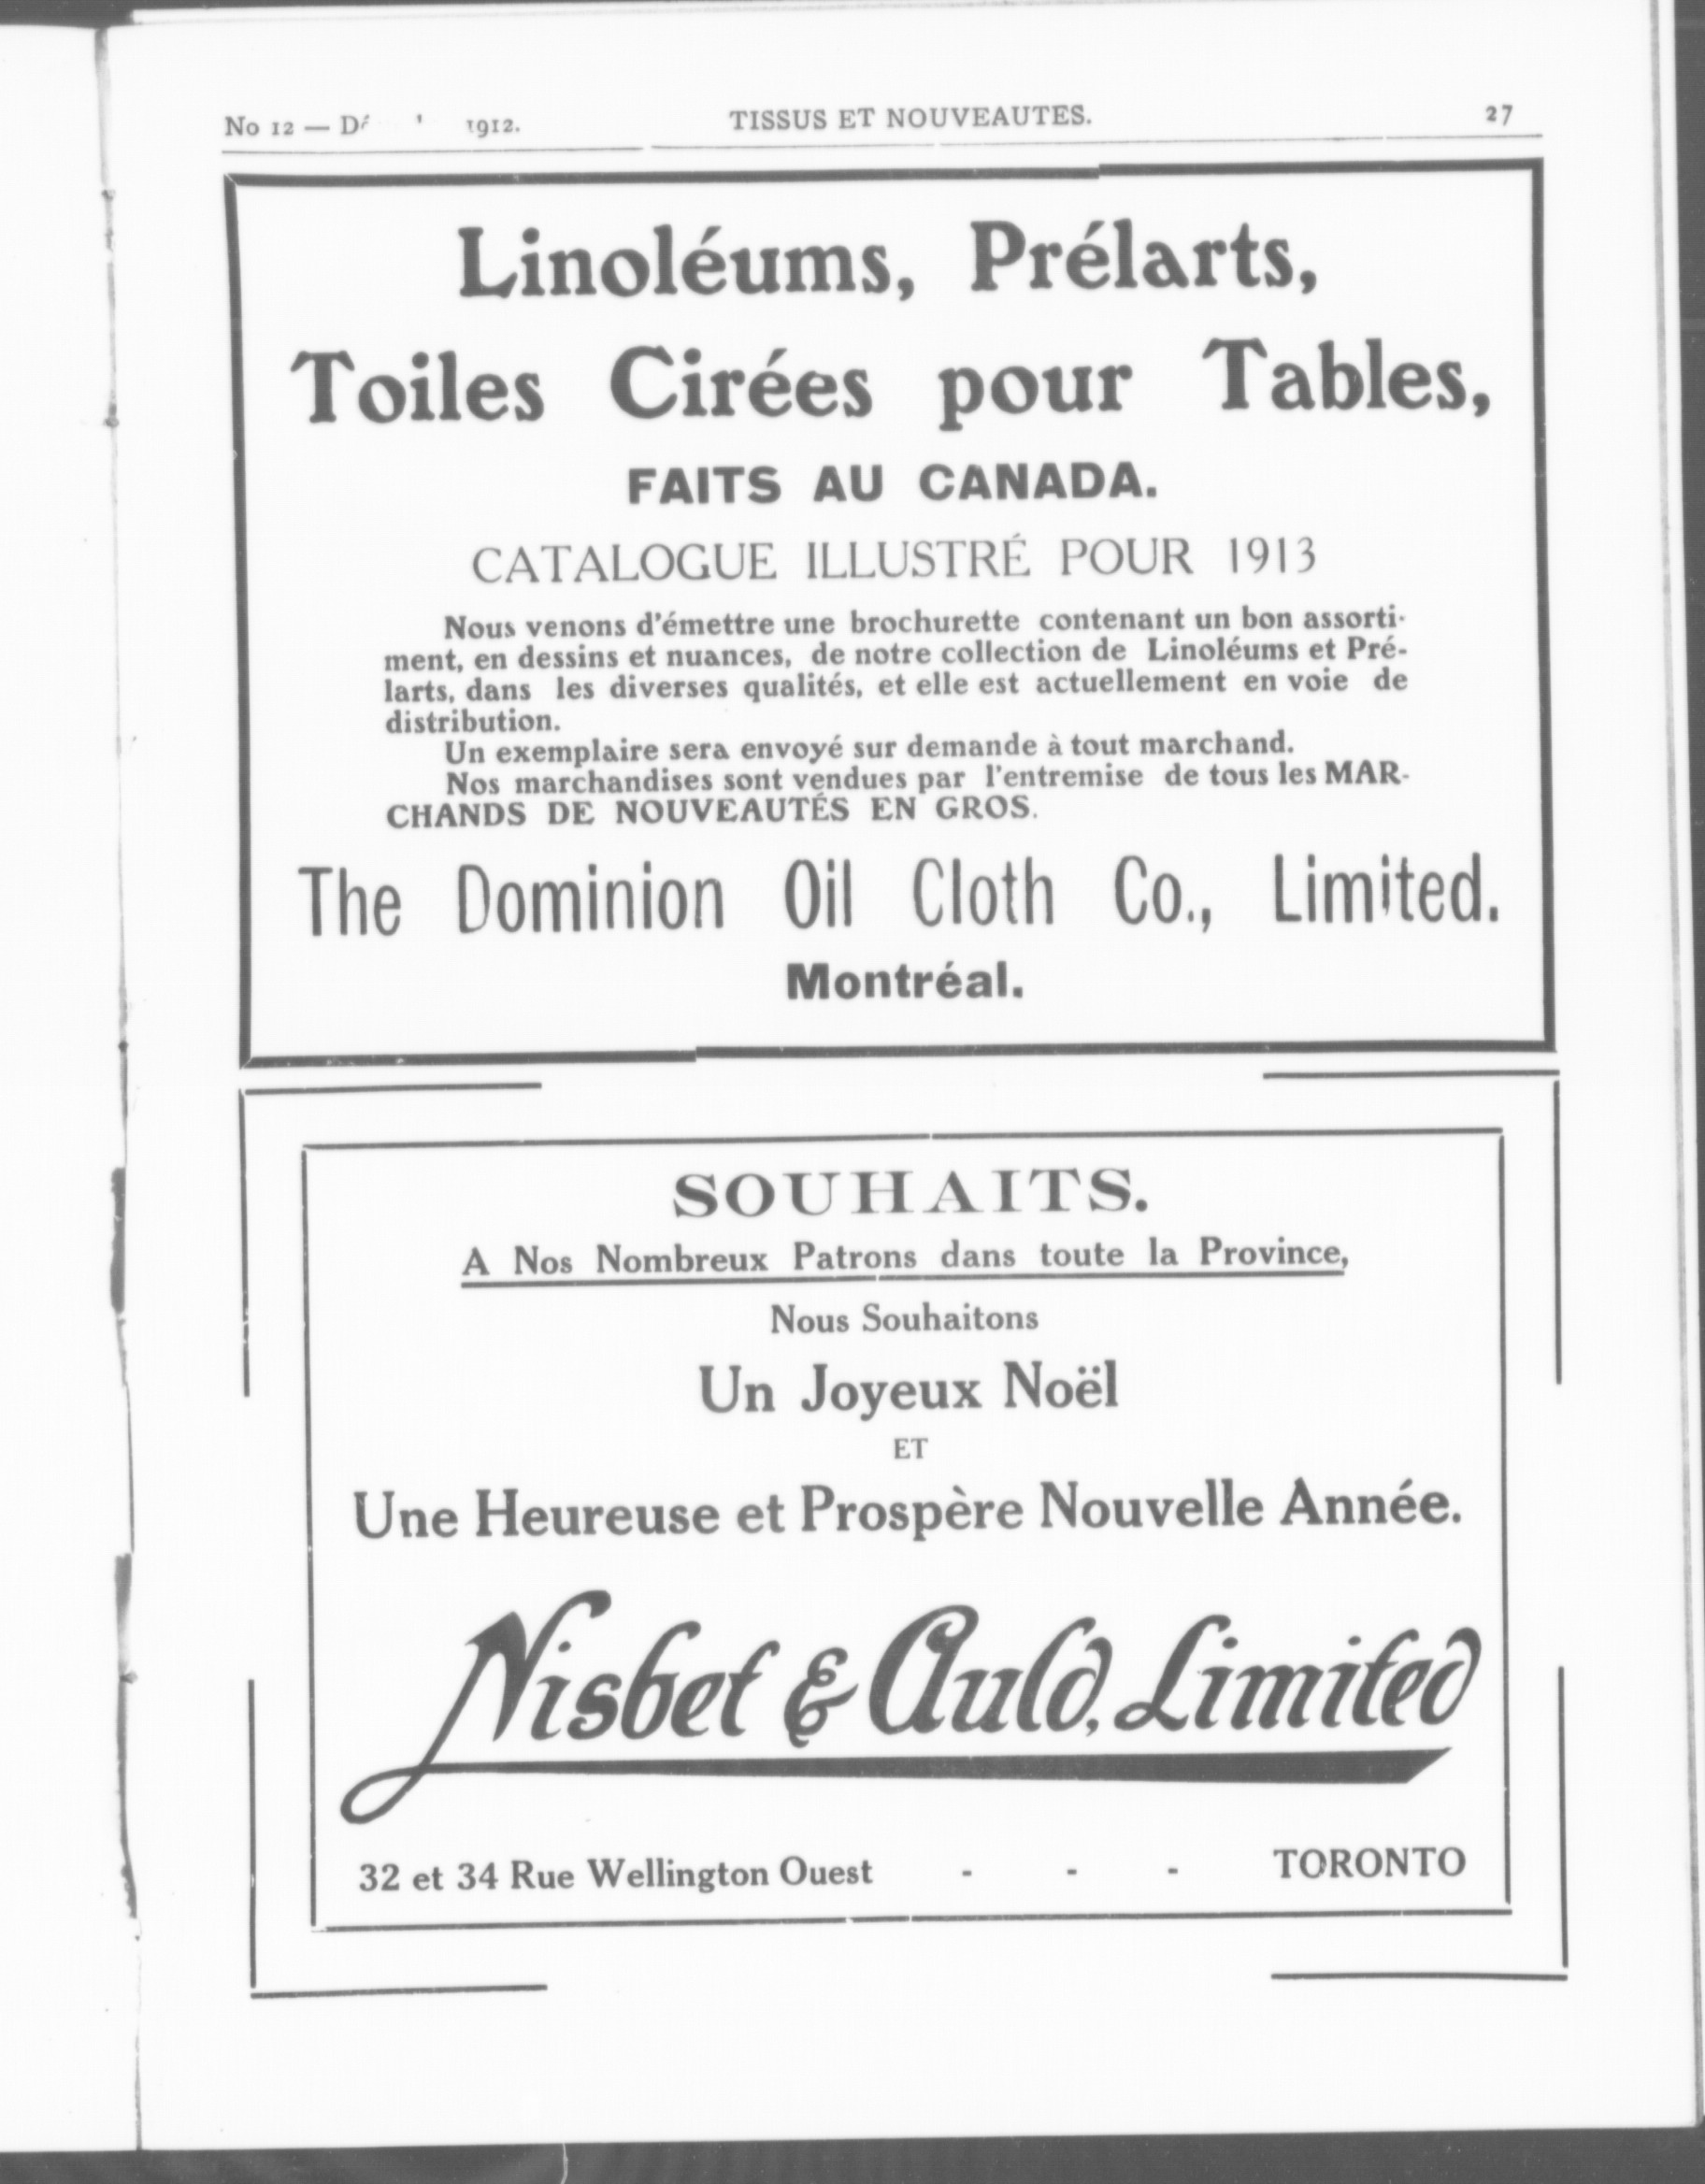 No 12 — 1912. TISSUS ET NOUVEAUTES. 27
Linoléums, Prélarts,
Toiles Cirées pour Tables,
FAITS AU CANADA.
CATALOGUE ILLUSTRÉ POUR 1913
Nous venons d'émettre une brochurette contenant un bon assorti-
ment, en dessins et nuances, de notre collection de Linoléums et Pré-
larts, dans les diverses qualités, et elle est actuellement en voie de
distribution.
Un exemplaire sera envoyé sur demande à tout marchand.
Nos marchandises sont vendues par l'entremise de tous les MAR-
CHANDS DE NOUVEAUTÉS EN GROS.
The Dominion Oil Cloth Co., Limited.
Montréal.
SOUHAITS.
A Nos Nombreux Patrons dans toute la Province,
Nous Souhaitons
Un Joyeux Noël
ET
Une Heureuse et Prospère Nouvelle Année.
Nisbet & Auld, Limited
32 et 34 Rue Wellington Ouest - - - TORONTO